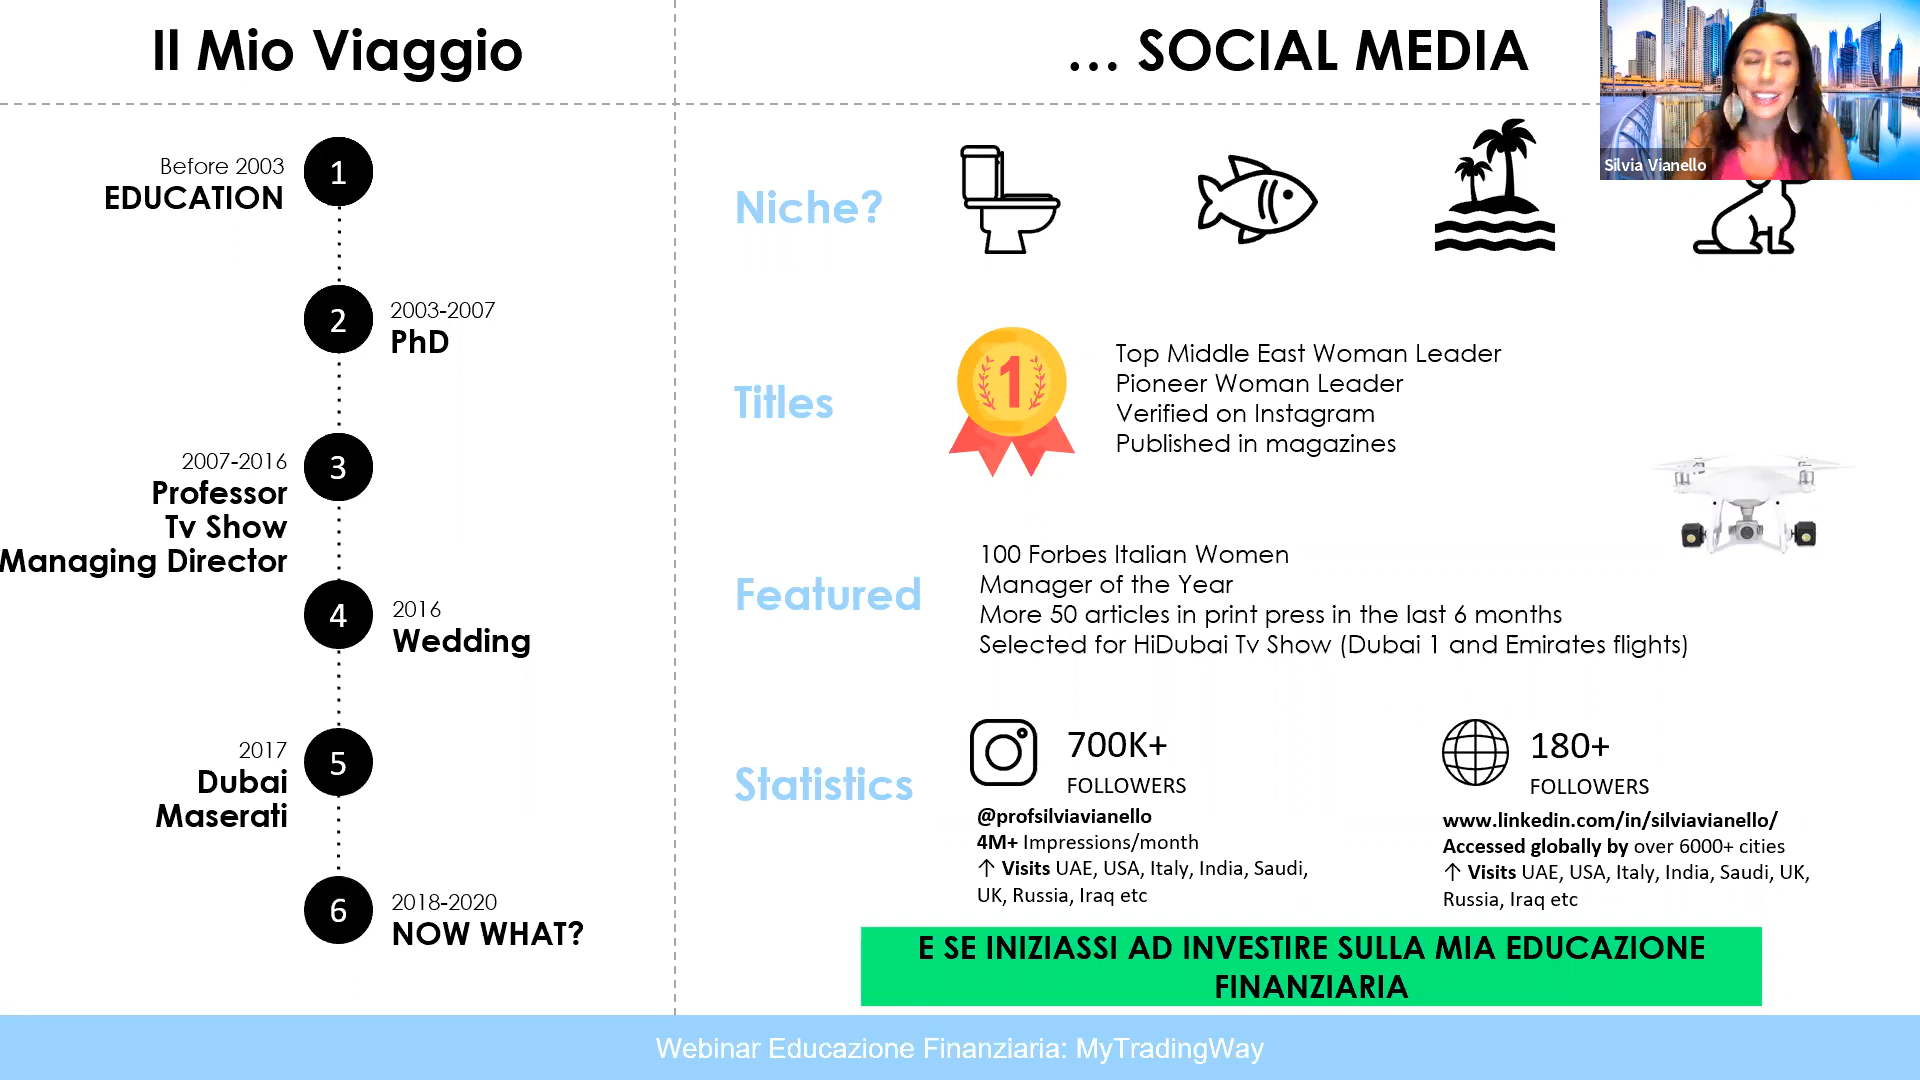 Il Mio Viaggio
Before 2003
EDUCATION
1
2
2003-2007
PhD
2007-2016
Professor
Tv Show
Managing Director
3
4
2016
Wedding
2017
Dubai
Maserati
5
6
2018-2020
NOW WHAT?
... SOCIAL MEDIA
Silvia Vianello
Niche?
Titles
1
Top Middle East Woman Leader
Pioneer Woman Leader
Verified on Instagram
Published in magazines
Featured
100 Forbes Italian Women
Manager of the Year
More 50 articles in print press in the last 6 months
Selected for HiDubai Tv Show (Dubai 1 and Emirates flights)
Statistics
700K+
FOLLOWERS
@profsilviavianello
4M+ Impressions/month
↑ Visits UAE, USA, Italy, India, Saudi,
UK, Russia, Iraq etc
180+
FOLLOWERS
www.linkedin.com/in/silviavianello/
Accessed globally by over 6000+ cities
↑ Visits UAE, USA, Italy, India, Saudi, UK,
Russia, Iraq etc
E SE INIZIASSI AD INVESTIRE SULLA MIA EDUCAZIONE
FINANZIARIA
Webinar Educazione Finanziaria: MyTradingWay